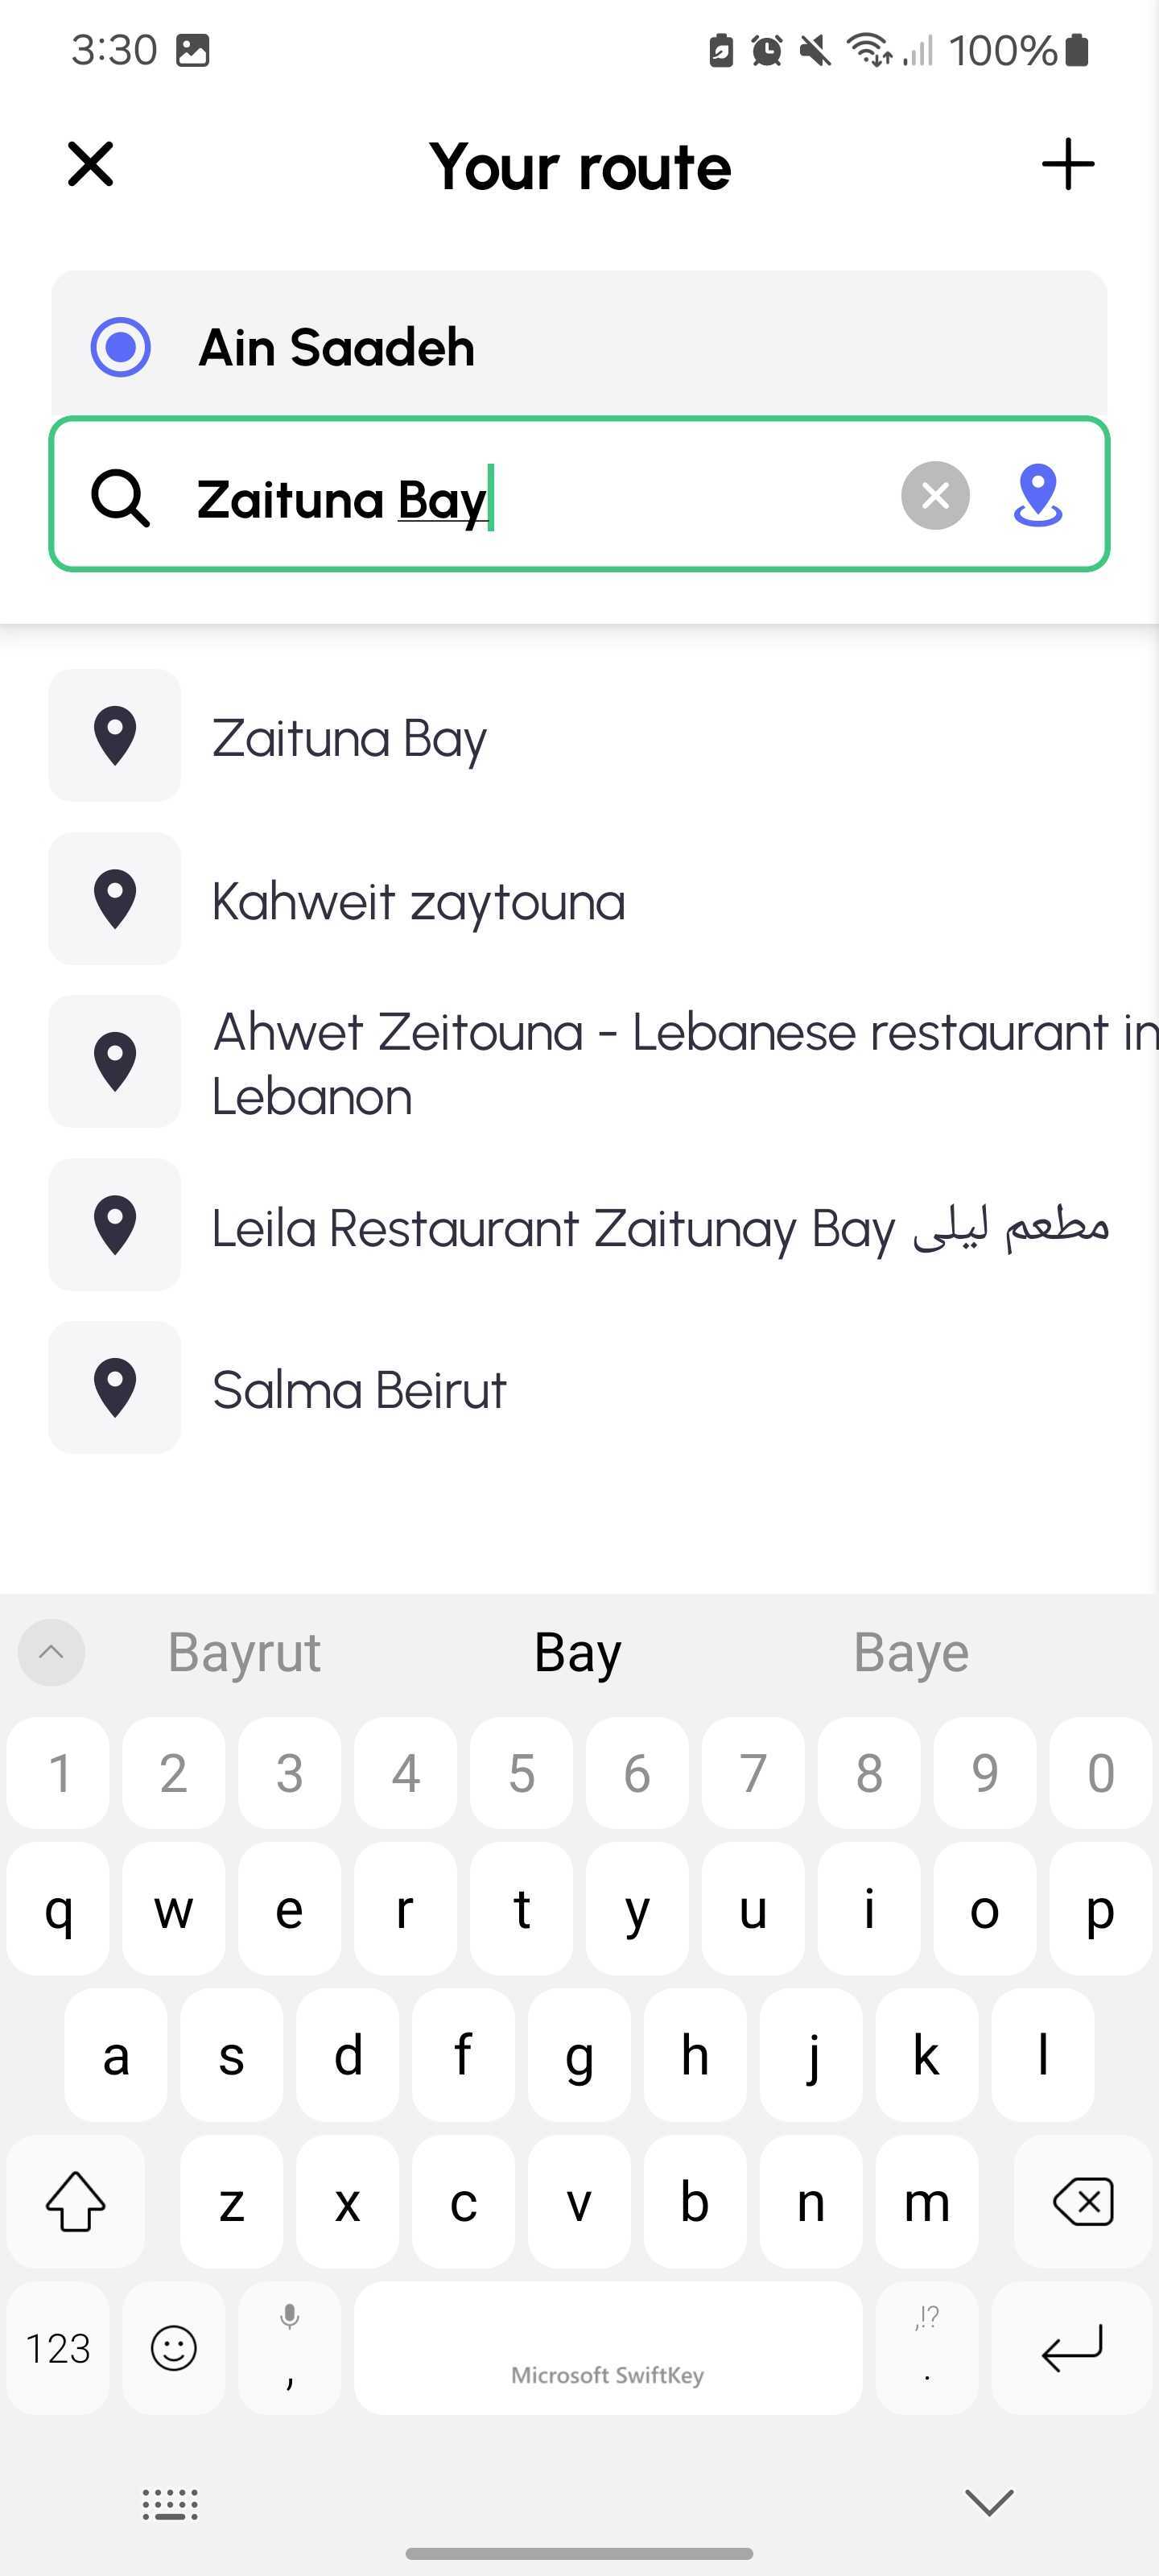 3:30 100%
Your route
Ain Saadeh
Zaituna Bay
Zaituna Bay
Kahweit zaytouna
Ahwet Zeitouna - Lebanese restaurant in
Lebanon
Leila Restaurant Zaitunay Bay مطعم ليلى
Salma Beirut
Bayrut Bay Baye
1 2 3 4 5 6 7 8 9 0
q w e r t y u i o p
a s d f g h j k l
z x c v b n m
123 , Microsoft SwiftKey ,!? .